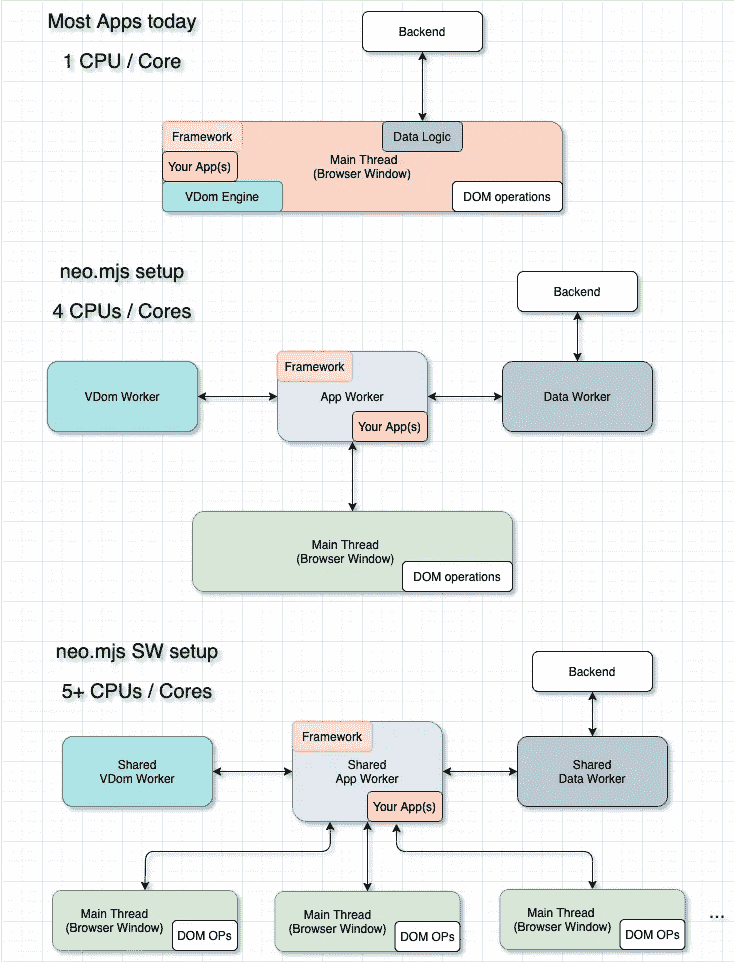 Most Apps today
1 CPU / Core
Backend
Framework
Data Logic
Your App(s)
Main Thread
(Browser Window)
VDom Engine
DOM operations
neo.mjs setup
4 CPUs / Cores
Backend
Framework
VDom Worker
App Worker
Data Worker
Your App(s)
Main Thread
(Browser Window)
DOM operations
neo.mjs SW setup
5+ CPUs / Cores
Backend
Framework
Shared
VDom Worker
Shared
App Worker
Shared
Data Worker
Your App(s)
Main Thread
(Browser Window)
DOM OPs
Main Thread
(Browser Window)
DOM OPs
Main Thread
(Browser Window)
DOM OPs
...